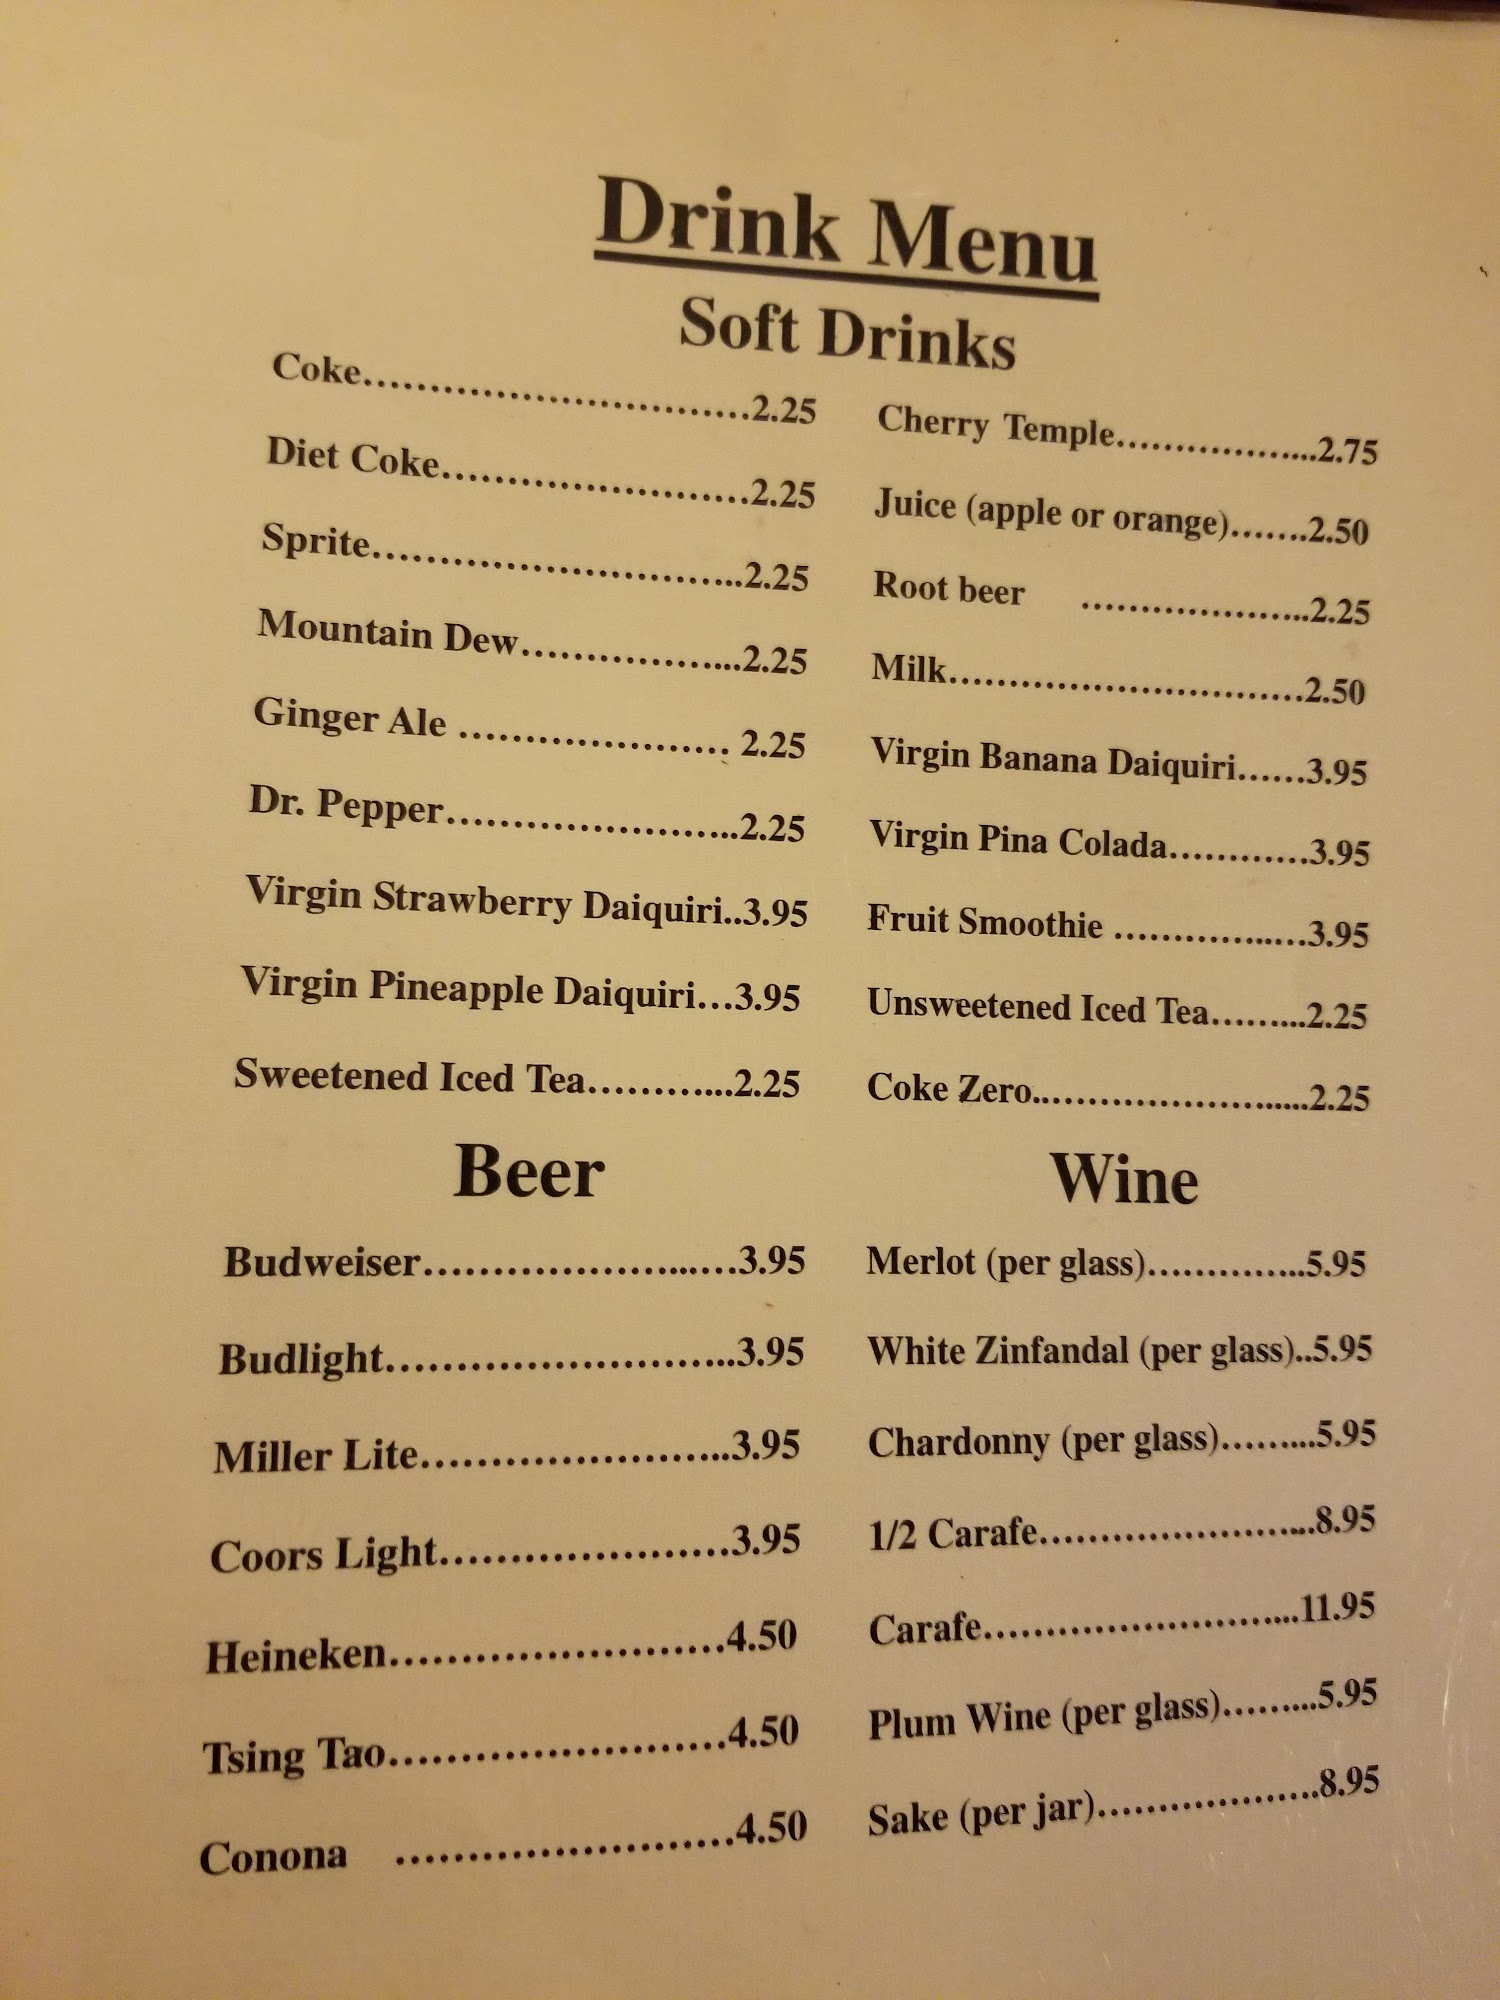 Drink Menu
Soft Drinks
Coke..............................2.25
Diet Coke........................2.25
Sprite..............................2.25
Mountain Dew.................2.25
Ginger Ale ..................... 2.25
Dr. Pepper.......................2.25
Virgin Strawberry Daiquiri..3.95
Virgin Pineapple Daiquiri...3.95
Sweetened Iced Tea...........2.25
Cherry Temple.................2.75
Juice (apple or orange).......2.50
Root beer ....................2.25
Milk..............................2.50
Virgin Banana Daiquiri......3.95
Virgin Pina Colada............3.95
Fruit Smoothie ................3.95
Unsweetened Iced Tea.........2.25
Coke Zero.......................2.25
Beer
Budweiser.........................3.95
Budlight...........................3.95
Miller Lite........................3.95
Coors Light......................3.95
Heineken........................4.50
Tsing Tao........................4.50
Conona ........................4.50
Wine
Merlot (per glass)..............5.95
White Zinfandal (per glass)..5.95
Chardonny (per glass).........5.95
1/2 Carafe.......................8.95
Carafe..........................11.95
Plum Wine (per glass).........5.95
Sake (per jar)...................8.95